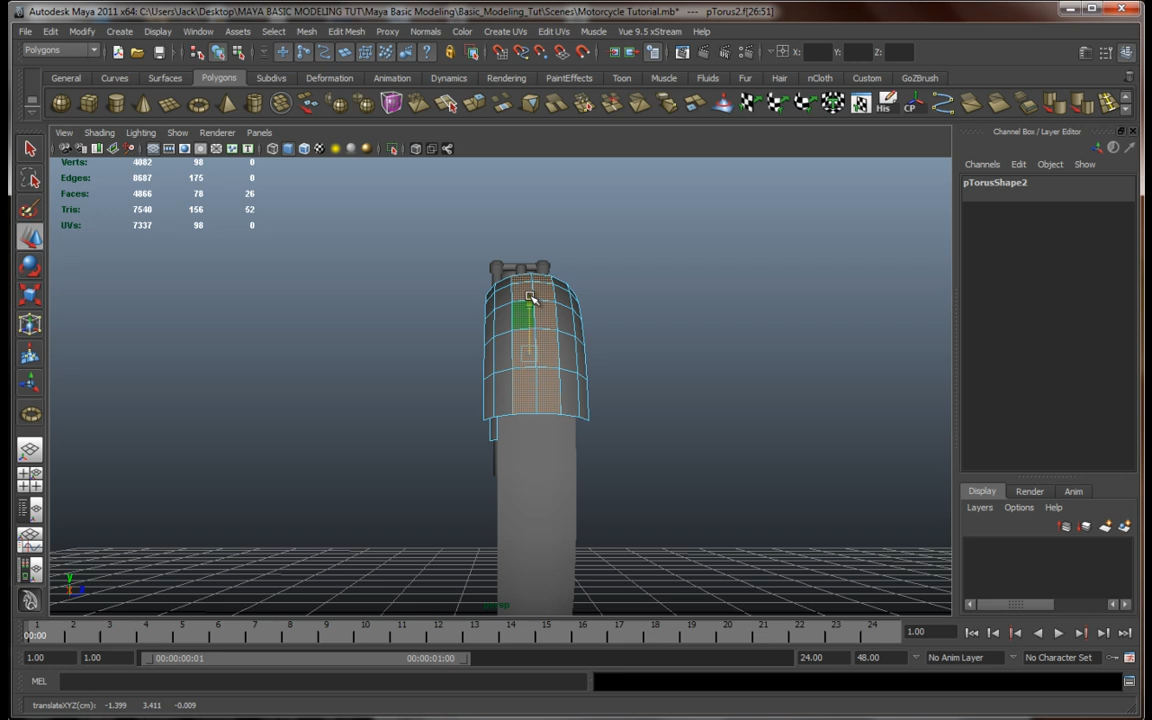 Autodesk Maya 2011 x64: C:\Users\Jack\Desktop\MAYA BASIC MODELING TUT\Maya Basic Modeling\Basic_Modeling_Tut\Scenes\Motorcycle Tutorial.mb* --- pTorus2.f[26:51]
File Edit Modify Create Display Window Assets Select Mesh Edit Mesh Proxy Normals Color Create UVs Edit UVs Muscle Vue 9.5 xStream Help
Polygons X: Y: Z:
General Curves Surfaces Polygons Subdivs Deformation Animation Dynamics Rendering PaintEffects Toon Muscle Fluids Fur Hair nCloth Custom GoZBrush
His CP
View Shading Lighting Show Renderer Panels
Channel Box / Layer Editor
Channels Edit Object Show
pTorusShape2
Verts: 4082 98 0
Edges: 8687 175 0
Faces: 4866 78 26
Tris: 7540 156 52
UVs: 7337 98 0
Display Render Anim
Layers Options Help
y
persp
1 2 3 4 5 6 7 8 9 10 11 12 13 14 15 16 17 18 19 20 21 22 23 24
00:00
1.00
1.00 1.00 00:00:00:01 00:00:01:00 24.00 48.00 No Anim Layer No Character Set
MEL
translateXYZ(cm): -1.399 3.411 -0.009